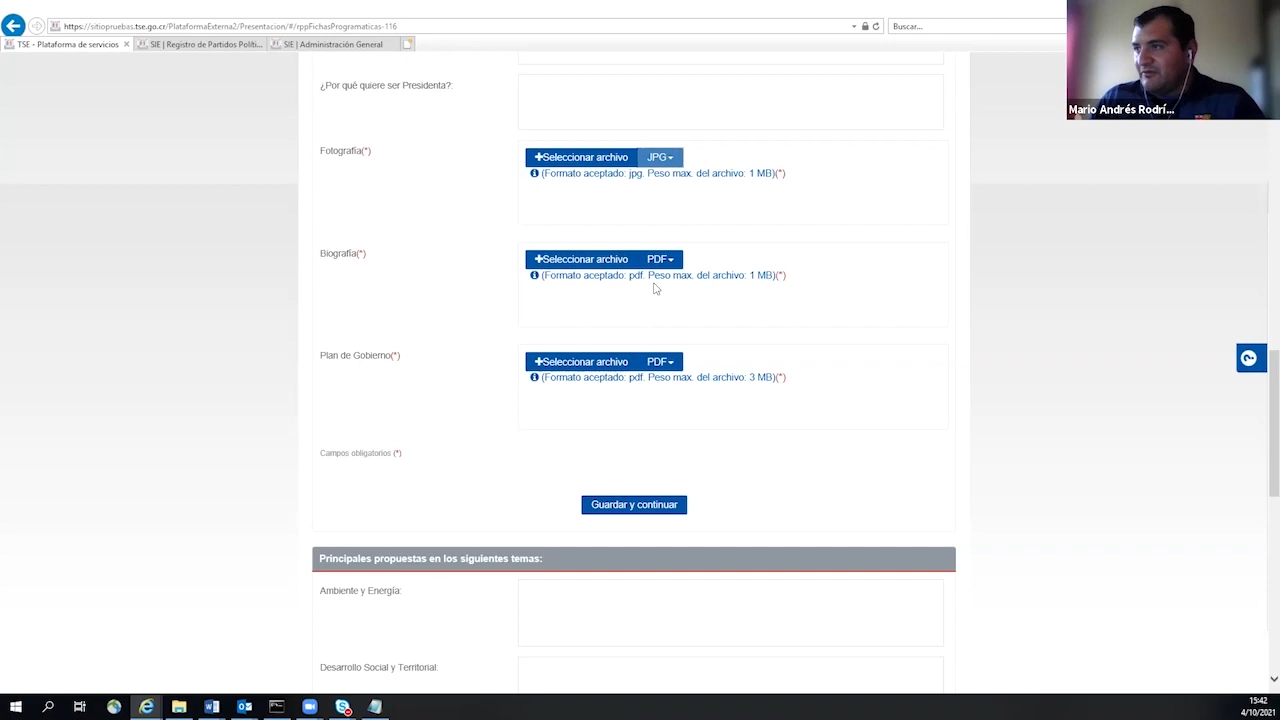 https://sitiopruebas.tse.go.cr/PlataformaExterna2/Presentacion/#/rppFichasProgramaticas-116
Buscar...
TSE - Plataforma de servicios
SIE | Registro de Partidos Políti...
SIE | Administración General
Mario Andrés Rodrí...
¿Por qué quiere ser Presidenta?:
Fotografía(*)
+Seleccionar archivo JPG
(Formato aceptado: jpg. Peso max. del archivo: 1 MB)(*)
Biografía(*)
+Seleccionar archivo PDF
(Formato aceptado: pdf. Peso max. del archivo: 1 MB)(*)
Plan de Gobierno(*)
+Seleccionar archivo PDF
(Formato aceptado: pdf. Peso max. del archivo: 3 MB)(*)
Campos obligatorios (*)
Guardar y continuar
Principales propuestas en los siguientes temas:
Ambiente y Energía:
Desarrollo Social y Territorial:
15:42
4/10/2021